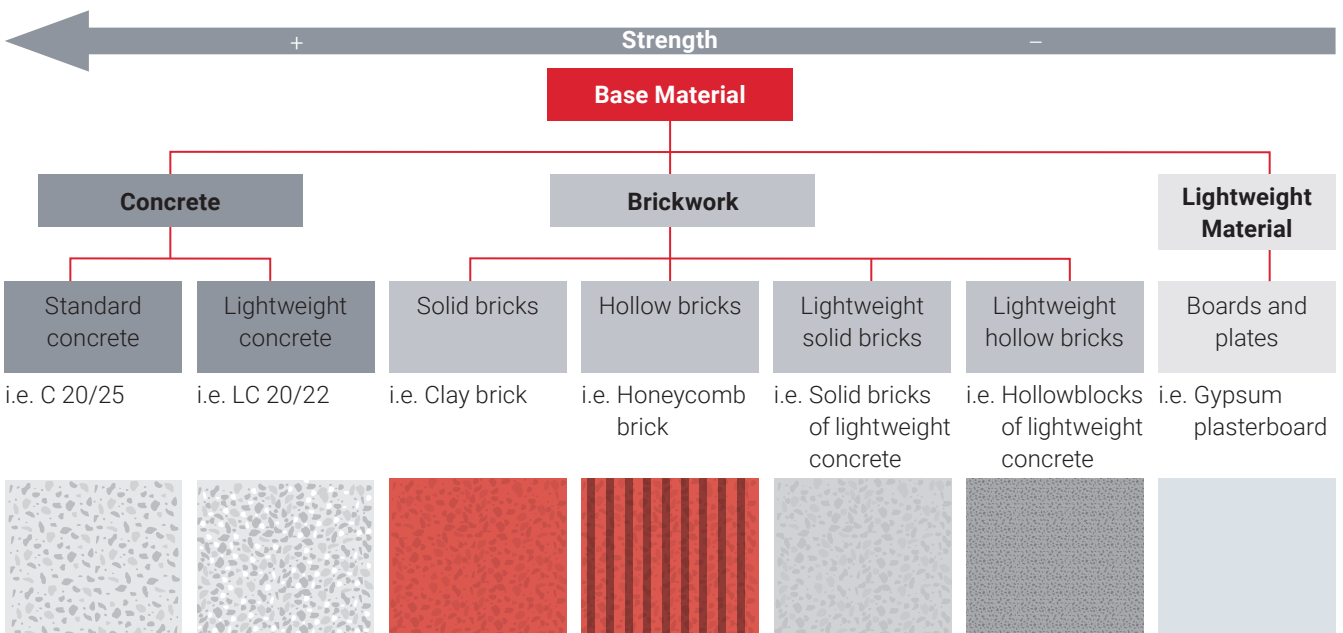 + Strength –
Base Material
Concrete
Brickwork
Lightweight
Material
Standard
concrete
Lightweight
concrete
Solid bricks
Hollow bricks
Lightweight
solid bricks
Lightweight
hollow bricks
Boards and
plates
i.e. C 20/25
i.e. LC 20/22
i.e. Clay brick
i.e. Honeycomb
brick
i.e. Solid bricks
of lightweight
concrete
i.e. Hollowblocks
of lightweight
concrete
i.e. Gypsum
plasterboard